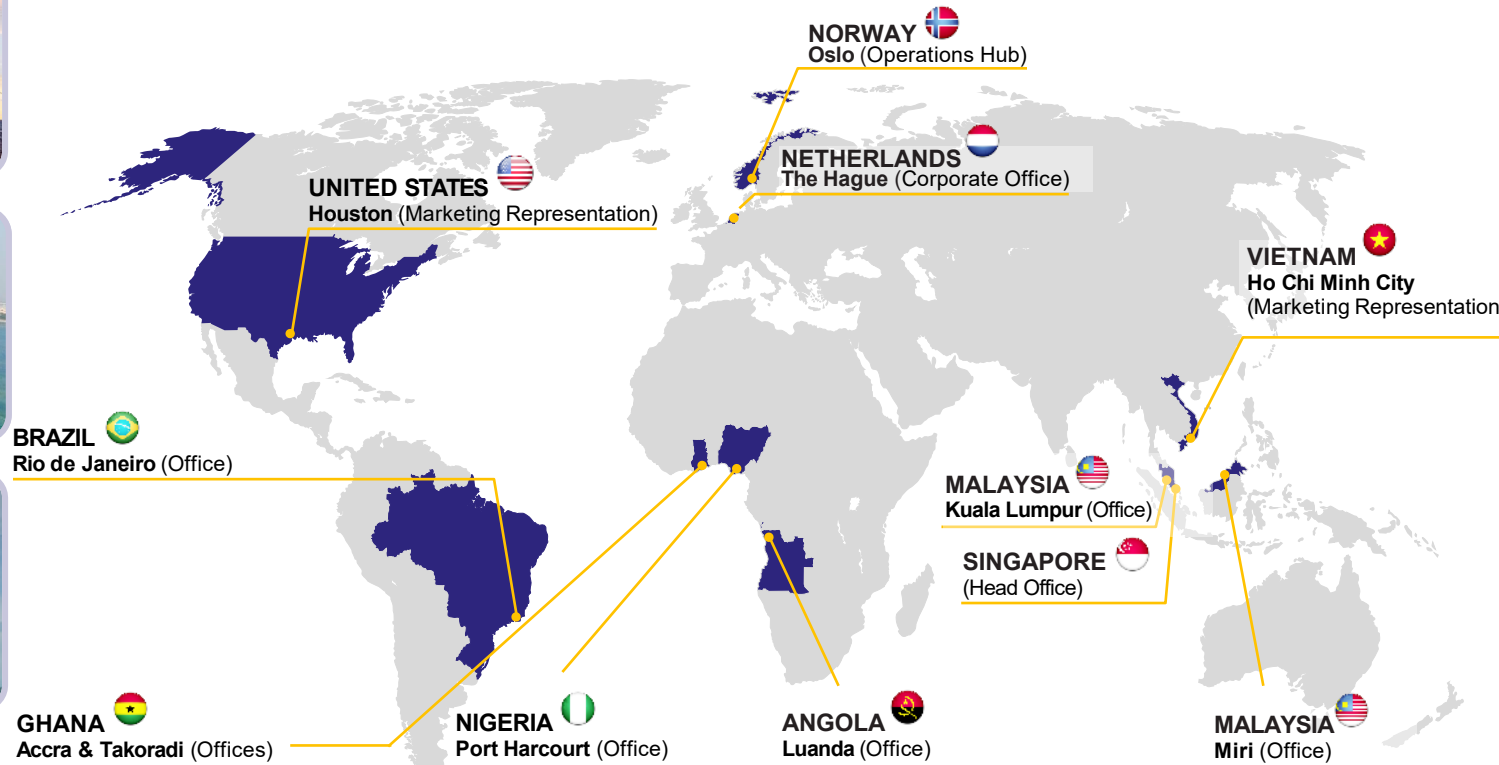 NORWAY
Oslo (Operations Hub)
NETHERLANDS
The Hague (Corporate Office)
UNITED STATES
Houston (Marketing Representation)
VIETNAM
Ho Chi Minh City
(Marketing Representation
BRAZIL
Rio de Janeiro (Office)
MALAYSIA
Kuala Lumpur (Office)
SINGAPORE
(Head Office)
GHANA
Accra & Takoradi (Offices)
NIGERIA
Port Harcourt (Office)
ANGOLA
Luanda (Office)
MALAYSIA
Miri (Office)